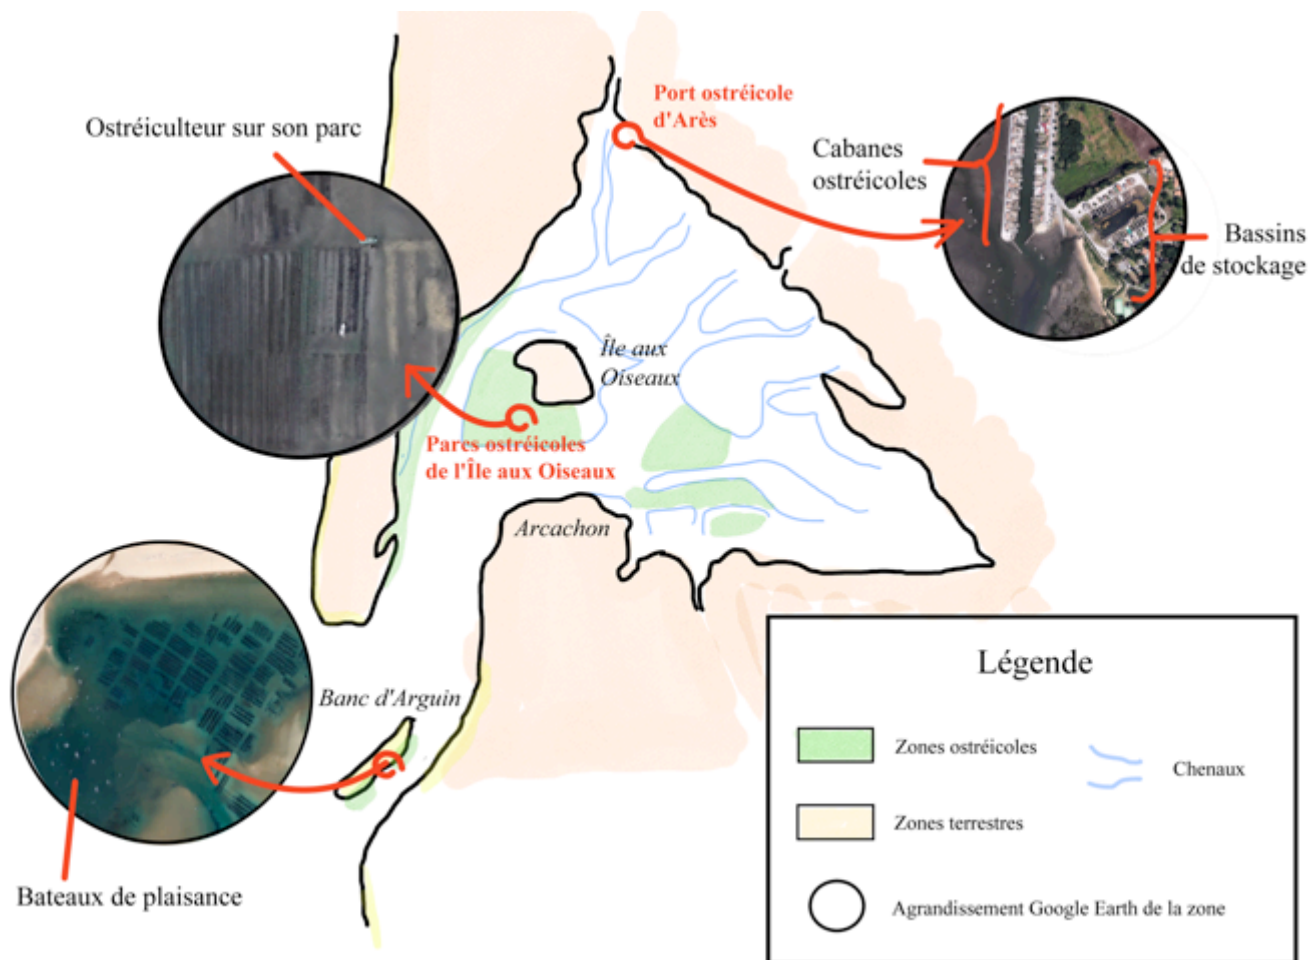 Port ostréicole
d'Arès
Ostréiculteur sur son parc
Cabanes
ostréicoles
Bassins
de stockage
Île aux
Oiseaux
Parcs ostréicoles
de l'Île aux Oiseaux
Arcachon
Banc d'Arguin
Bateaux de plaisance
Légende
Zones ostréicoles
Chenaux
Zones terrestres
Agrandissement Google Earth de la zone